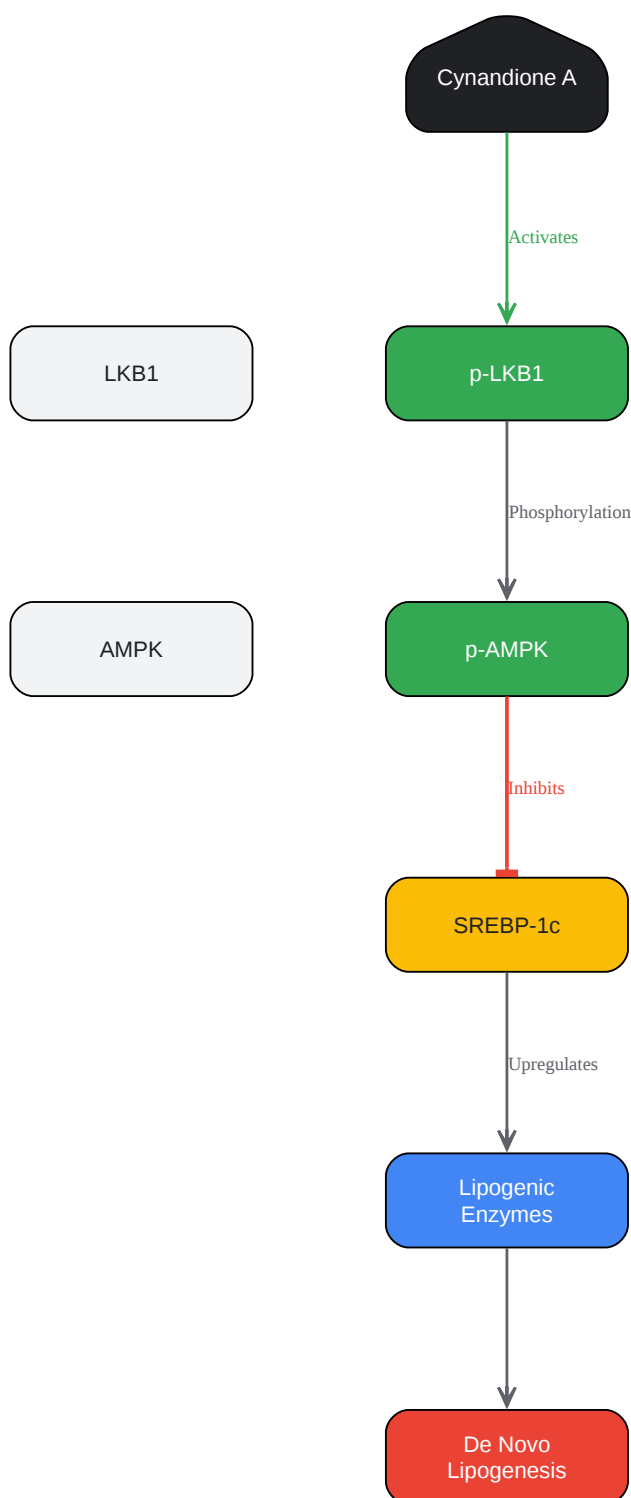 Cynandione A
Activates
LKB1
p-LKB1
Phosphorylation
AMPK
p-AMPK
Inhibits
SREBP-1c
Upregulates
Lipogenic
Enzymes
De Novo
Lipogenesis